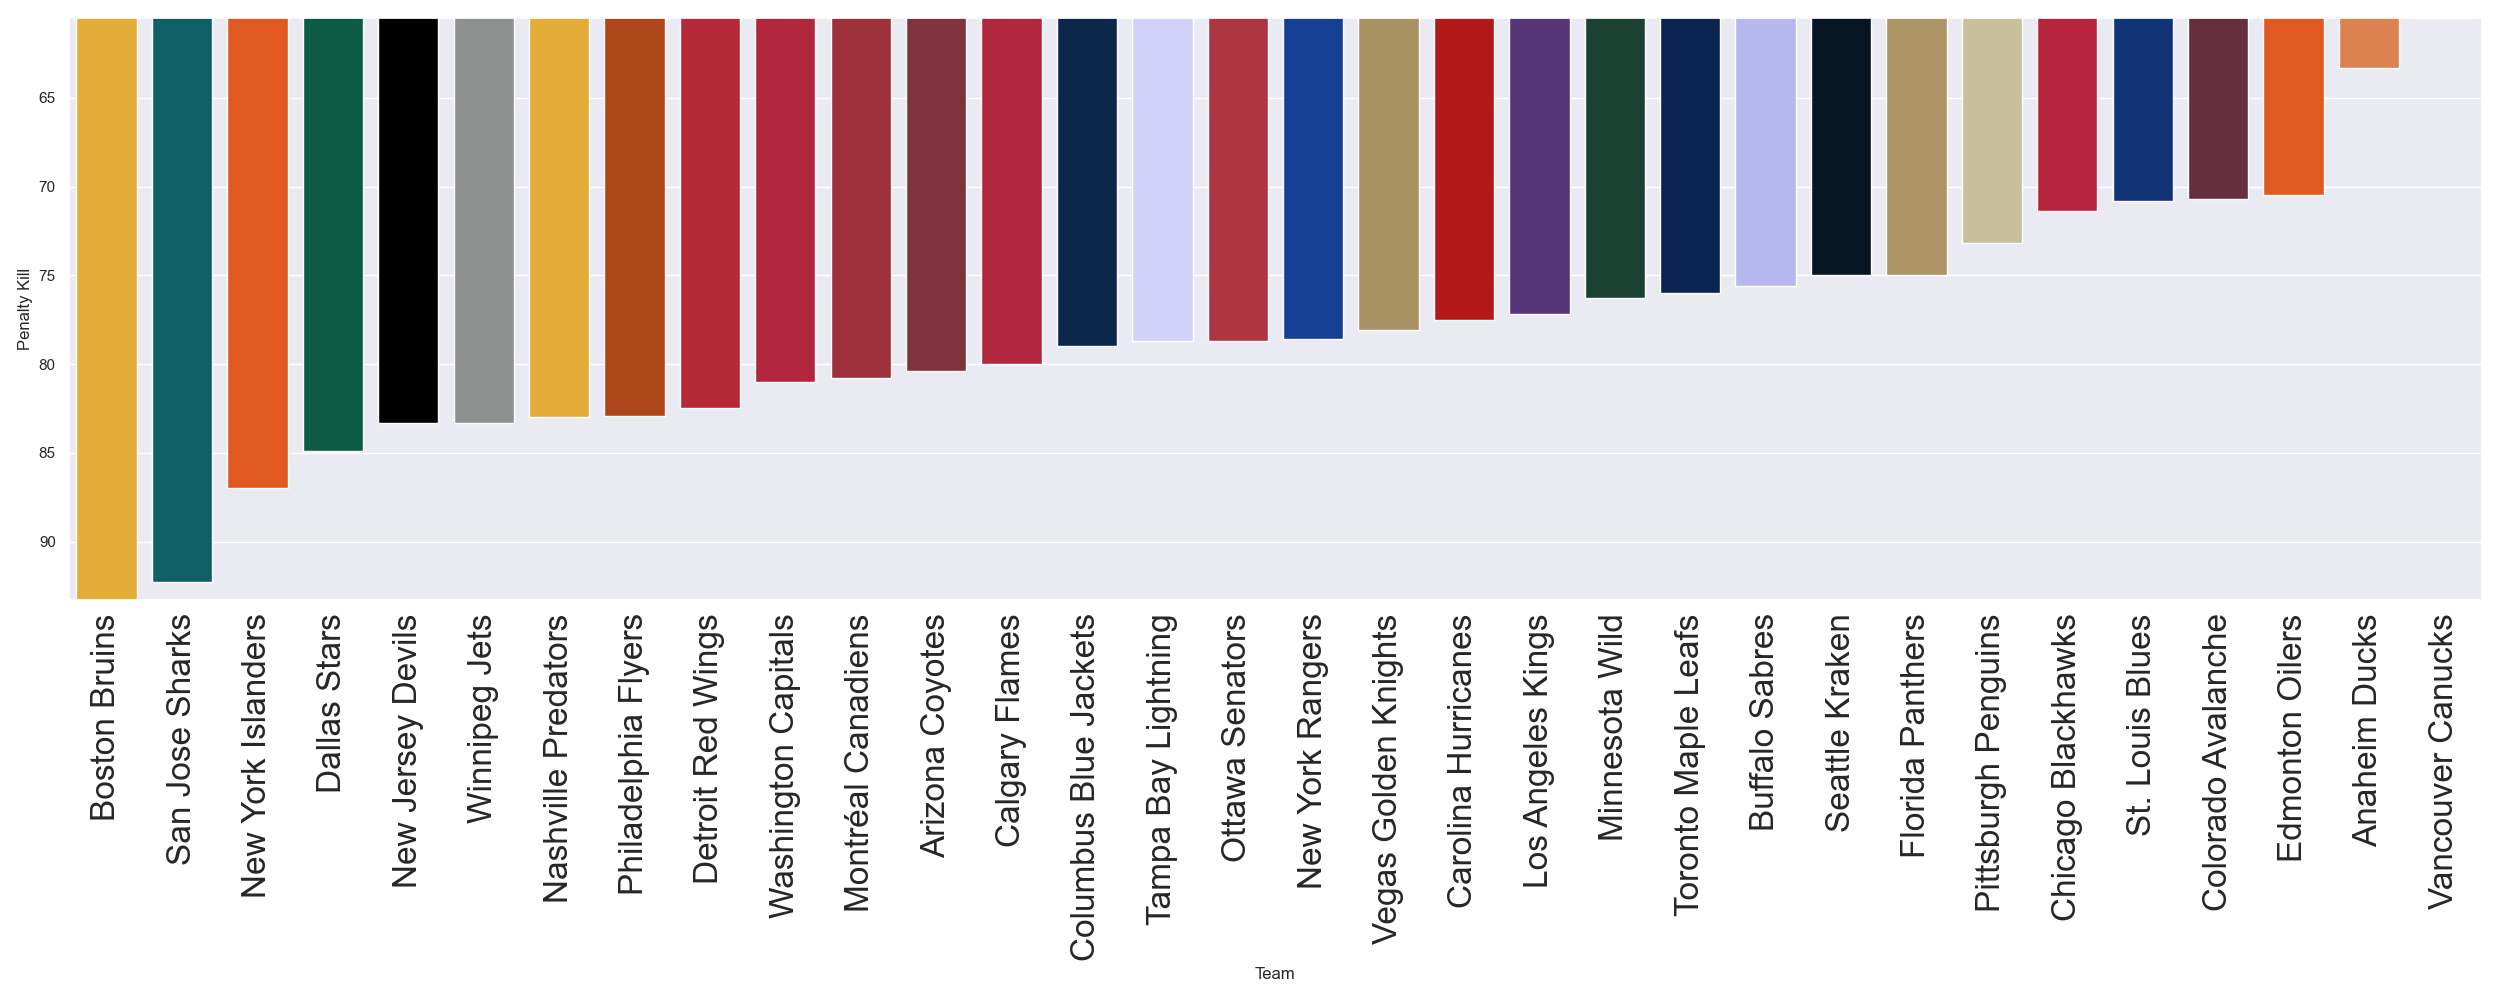 65
70
75
80
85
90
Penalty Kill
Boston Bruins
San Jose Sharks
New York Islanders
Dallas Stars
New Jersey Devils
Winnipeg Jets
Nashville Predators
Philadelphia Flyers
Detroit Red Wings
Washington Capitals
Montréal Canadiens
Arizona Coyotes
Calgary Flames
Columbus Blue Jackets
Tampa Bay Lightning
Ottawa Senators
New York Rangers
Vegas Golden Knights
Carolina Hurricanes
Los Angeles Kings
Minnesota Wild
Toronto Maple Leafs
Buffalo Sabres
Seattle Kraken
Florida Panthers
Pittsburgh Penguins
Chicago Blackhawks
St. Louis Blues
Colorado Avalanche
Edmonton Oilers
Anaheim Ducks
Vancouver Canucks
Team